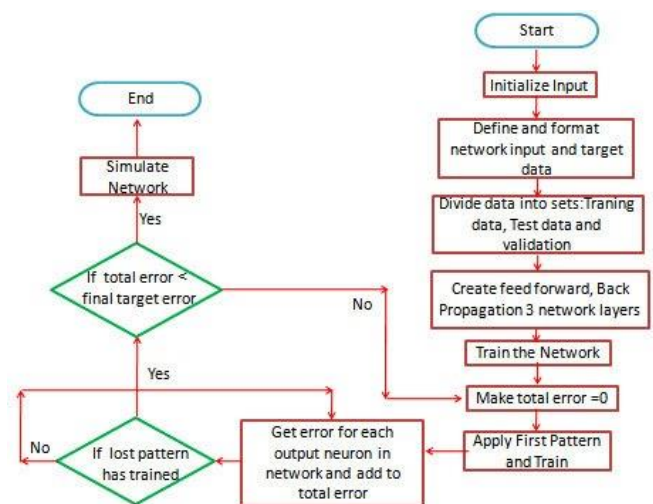 Start
Initialize Input
Define and format
network input and target
data
Divide data into sets:Traning
data, Test data and
validation
Create feed forward, Back
Propagation 3 network layers
Train the Network
Make total error =0
Apply First Pattern
and Train
Get error for each
output neuron in
network and add to
total error
If lost pattern
has trained
No
Yes
If total error <
final target error
No
Yes
Simulate
Network
End